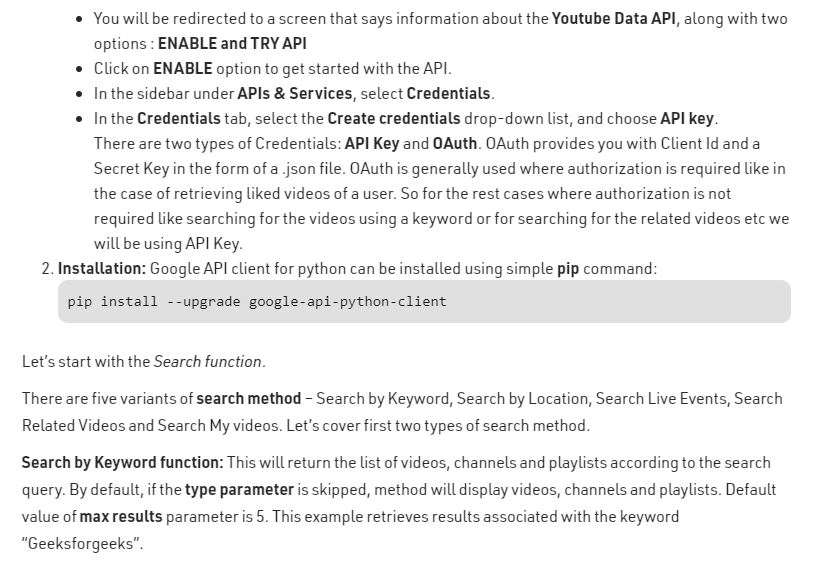 • You will be redirected to a screen that says information about the Youtube Data API, along with two
options : ENABLE and TRY API
• Click on ENABLE option to get started with the API.
• In the sidebar under APIs & Services, select Credentials.
• In the Credentials tab, select the Create credentials drop-down list, and choose API key.
There are two types of Credentials: API Key and OAuth. OAuth provides you with Client Id and a
Secret Key in the form of a .json file. OAuth is generally used where authorization is required like in
the case of retrieving liked videos of a user. So for the rest cases where authorization is not
required like searching for the videos using a keyword or for searching for the related videos etc we
will be using API Key.
2. Installation: Google API client for python can be installed using simple pip command:
pip install --upgrade google-api-python-client
Let's start with the Search function.
There are five variants of search method – Search by Keyword, Search by Location, Search Live Events, Search
Related Videos and Search My videos. Let's cover first two types of search method.
Search by Keyword function: This will return the list of videos, channels and playlists according to the search
query. By default, if the type parameter is skipped, method will display videos, channels and playlists. Default
value of max results parameter is 5. This example retrieves results associated with the keyword
"Geeksforgeeks".